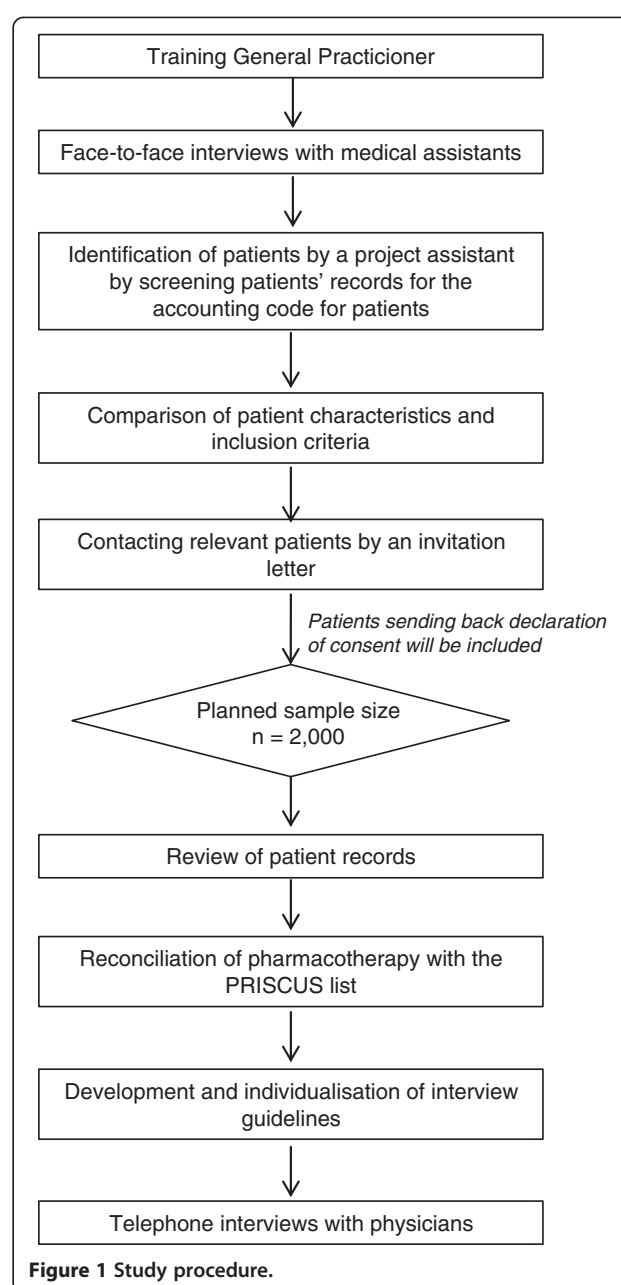 Training General Practicioner
Face-to-face interviews with medical assistants
Identification of patients by a project assistant
by screening patients’ records for the
accounting code for patients
Comparison of patient characteristics and
inclusion criteria
Contacting relevant patients by an invitation
letter
Patients sending back declaration
of consent will be included
Planned sample size
n = 2,000
Review of patient records
Reconciliation of pharmacotherapy with the
PRISCUS list
Development and individualisation of interview
guidelines
Telephone interviews with physicians
Figure 1 Study procedure.